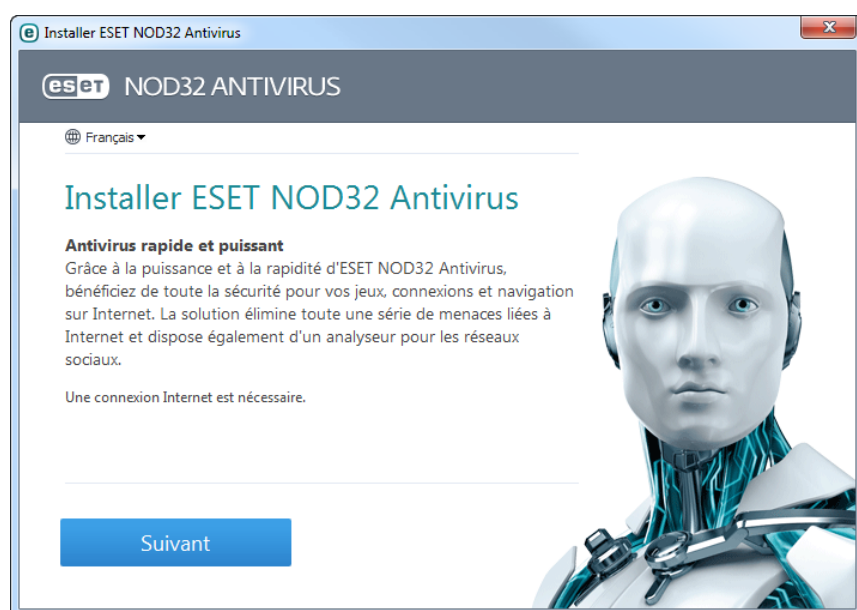 Installer ESET NOD32 Antivirus
eset NOD32 ANTIVIRUS
Français
Installer ESET NOD32 Antivirus
Antivirus rapide et puissant
Grâce à la puissance et à la rapidité d'ESET NOD32 Antivirus,
bénéficiez de toute la sécurité pour vos jeux, connexions et navigation
sur Internet. La solution élimine toute une série de menaces liées à
Internet et dispose également d'un analyseur pour les réseaux
sociaux.
Une connexion Internet est nécessaire.
Suivant